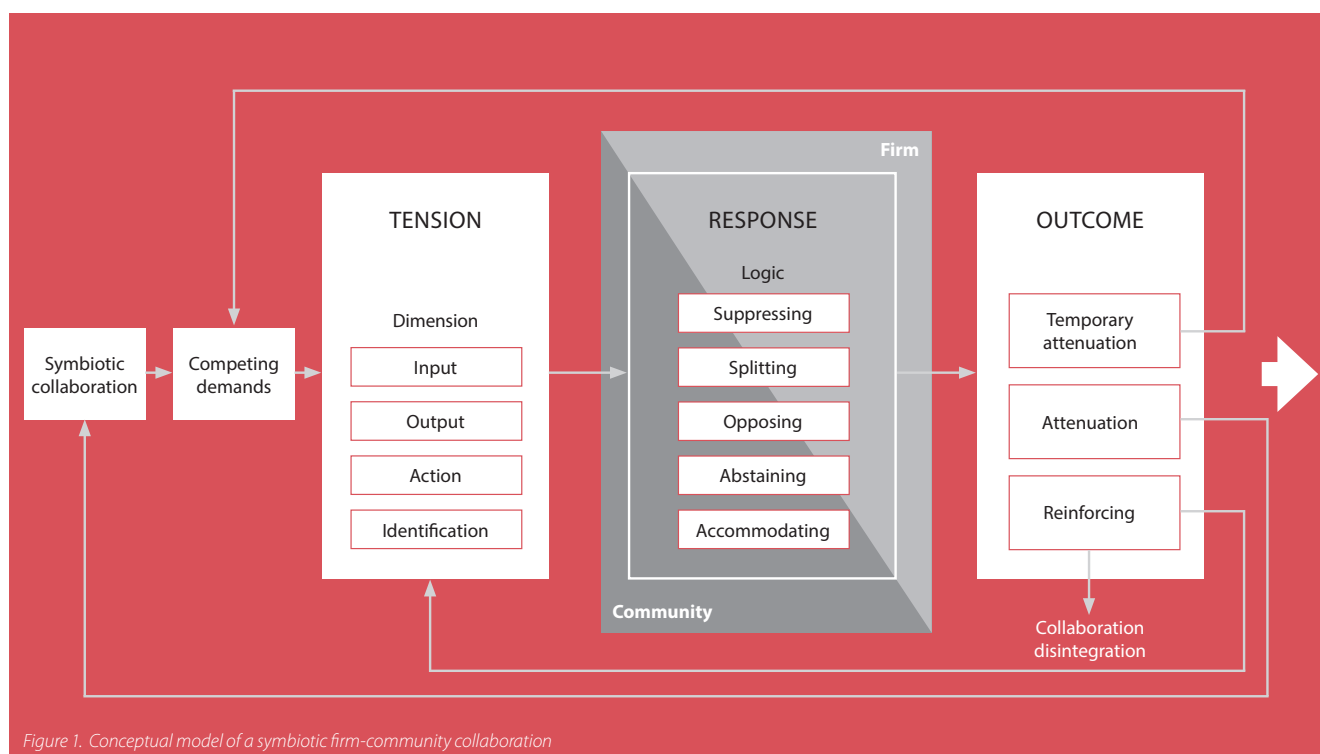 Firm
TENSION
RESPONSE
OUTCOME
Logic
Suppressing
Temporary
attenuation
Dimension
Symbiotic
collaboration
Competing
demands
Input
Splitting
Output
Opposing
Attenuation
Action
Abstaining
Reinforcing
Identification
Accommodating
Community
Collaboration
disintegration
Figure 1. Conceptual model of a symbiotic firm-community collaboration